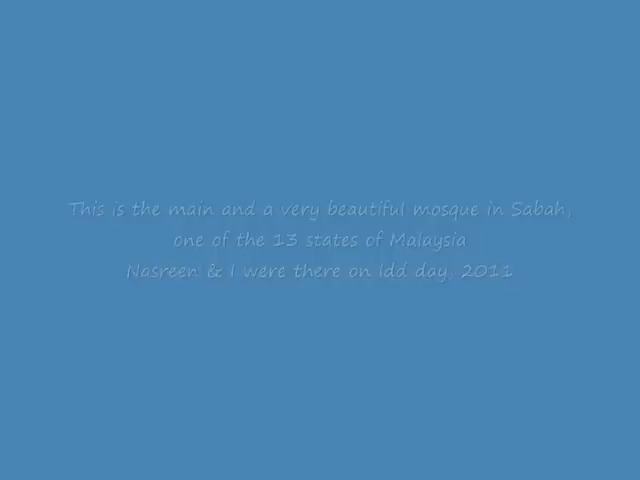 This is the main and a very beautiful mosque in Sabah,
one of the 13 states of Malaysia
Nasreen & I were there on Idd day, 2011